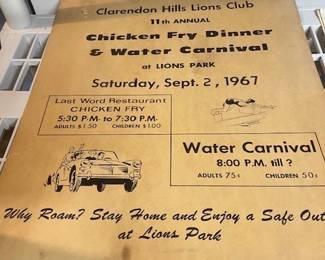 Clarendon Hills Lions Club
11th ANNUAL
Chicken Fry Dinner
& Water Carnival
at LIONS PARK
Saturday, Sept. 2, 1967
Last Word Restaurant
CHICKEN FRY
5:30 P.M- to 7:30 P.M.
ADULTS $1.50 CHILDREN $1.00
Water Carnival
8:00 P.M. till ?
ADULTS 75¢ CHILDREN 50¢
Why Roam? Stay Home and Enjoy a Safe Out
at Lions Park